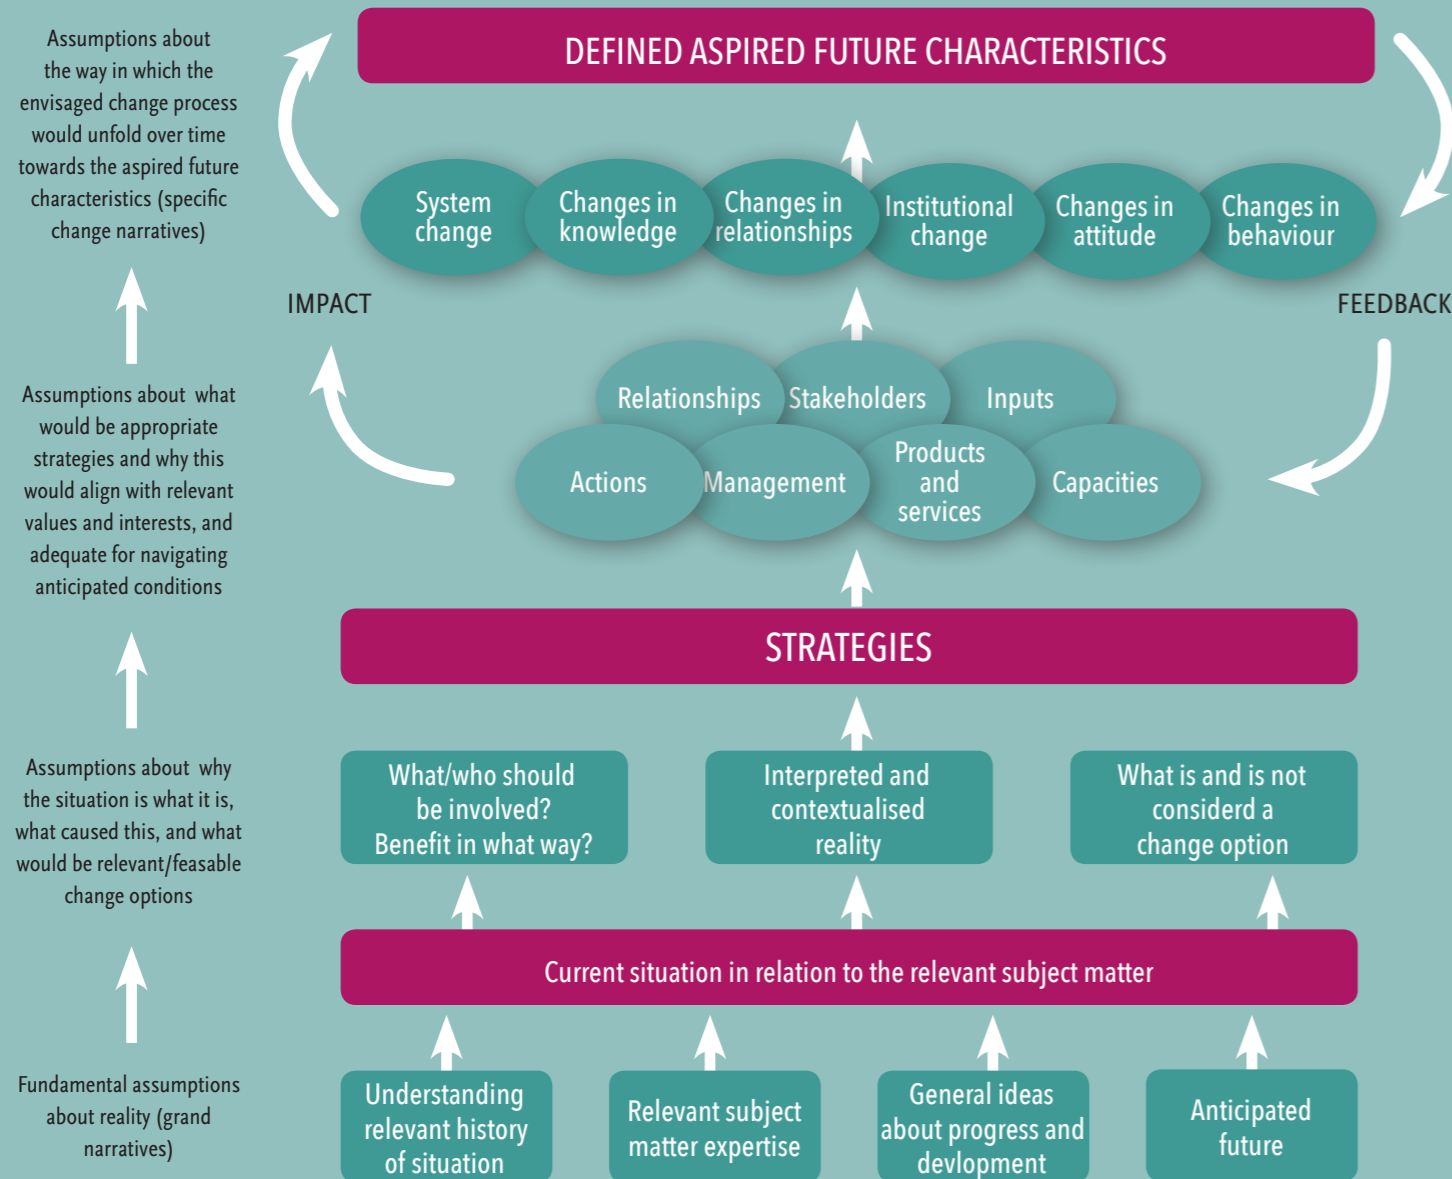 Assumptions about
the way in which the
envisaged change process
would unfold over time
towards the aspired future
characteristics (specific
change narratives)
Assumptions about what
would be appropriate
strategies and why this
would align with relevant
values and interests, and
adequate for navigating
anticipated conditions
Assumptions about why
the situation is what it is,
what caused this, and what
would be relevant/feasable
change options
Fundamental assumptions
about reality (grand
narratives)
DEFINED ASPIRED FUTURE CHARACTERISTICS
System
change
Changes in
knowledge
Changes in
relationships
Institutional
change
Changes in
attitude
Changes in
behaviour
IMPACT
FEEDBACK
Relationships
Stakeholders
Inputs
Actions
Management
Products
and
services
Capacities
STRATEGIES
What/who should
be involved?
Benefit in what way?
Interpreted and
contextualised
reality
What is and is not
considerd a
change option
Current situation in relation to the relevant subject matter
Understanding
relevant history
of situation
Relevant subject
matter expertise
General ideas
about progress and
devlopment
Anticipated
future